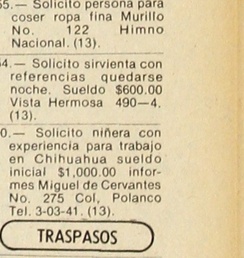 55.— Solicito persona para
coser ropa fina Murillo
No. 122 Himno
Nacional. (13).
4.— Solicito sirvienta con
referencias quedarse
noche. Sueldo $600.00
Vista Hermosa 490—4.
(13).
0.— Solicito niñera con
experiencia para trabajo
en Chihuahua sueldo
inicial $1,000.00 infor-
mes Miguel de Cervantes
No. 275 Col, Polanco
Tel. 3-03-41. (13).
TRASPASOS